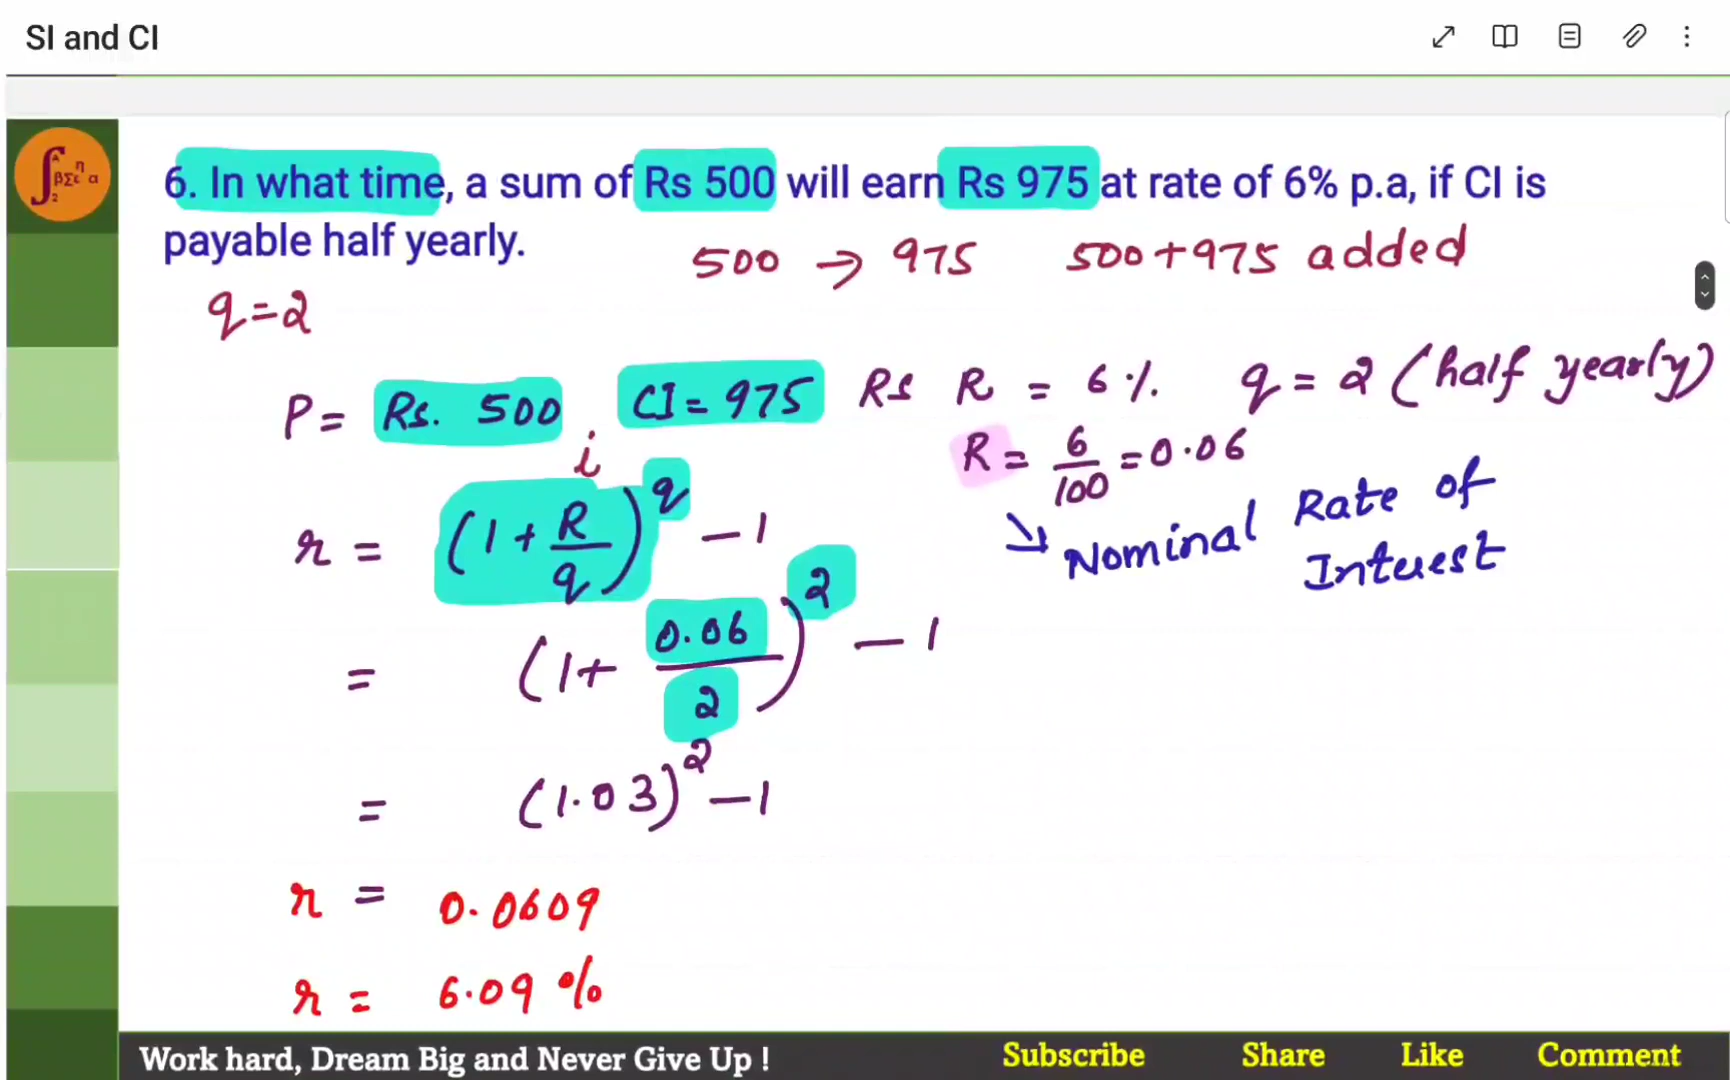 SI and CI
6. In what time, a sum of Rs 500 will earn Rs 975 at rate of 6% p.a, if CI is
payable half yearly.
500 → 975 500+975 added
q=2
P= Rs. 500 CI= 975 Rs R = 6 % q = 2 (half yearly)
R = 6/100 = 0.06
↘ Nominal Rate of
Interest
i
r = (1 + R/q)^q - 1
= (1 + 0.06/2)^2 - 1
= (1.03)^2 - 1
r = 0.0609
r = 6.09 %
Work hard, Dream Big and Never Give Up ! Subscribe Share Like Comment